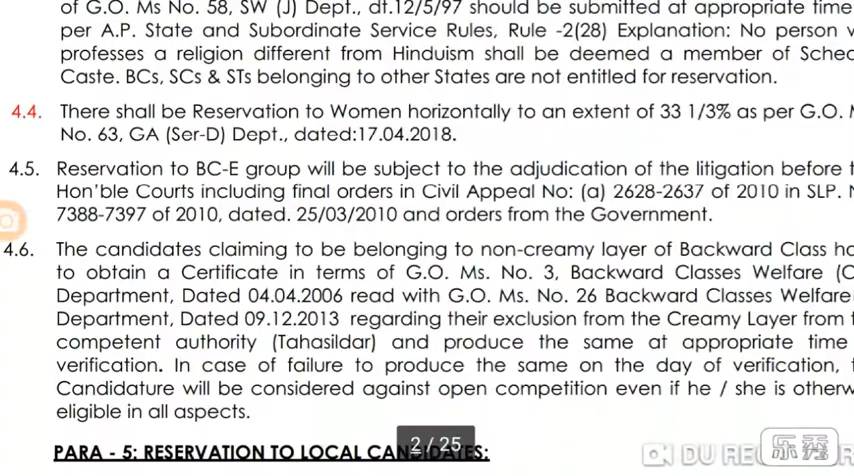 of G.O. Ms No. 58, SW (J) Dept., dt.12/5/97 should be submitted at appropriate time
per A.P. State and Subordinate Service Rules, Rule -2(28) Explanation: No person
professes a religion different from Hinduism shall be deemed a member of
Caste. BCs, SCs & STs belonging to other States are not entitled for reservation.
4.4. There shall be Reservation to Women horizontally to an extent of 33 1/3% as per G.O.
No. 63, GA (Ser-D) Dept., dated:17.04.2018.
4.5. Reservation to BC-E group will be subject to the adjudication of the litigation before
Hon'ble Courts including final orders in Civil Appeal No: (a) 2628-2637 of 2010 in SLP.
7388-7397 of 2010, dated. 25/03/2010 and orders from the Government.
4.6. The candidates claiming to be belonging to non-creamy layer of Backward Class
to obtain a Certificate in terms of G.O. Ms. No. 3, Backward Classes Welfare
Department, Dated 04.04.2006 read with G.O. Ms. No. 26 Backward Classes Welfare
Department, Dated 09.12.2013 regarding their exclusion from the Creamy Layer from
competent authority (Tahasildar) and produce the same at appropriate time
verification. In case of failure to produce the same on the day of verification,
Candidature will be considered against open competition even if he / she is
eligible in all aspects.
PARA - 5: RESERVATION TO LOCAL CANDIDATES:
2 / 25
DU
乐秀